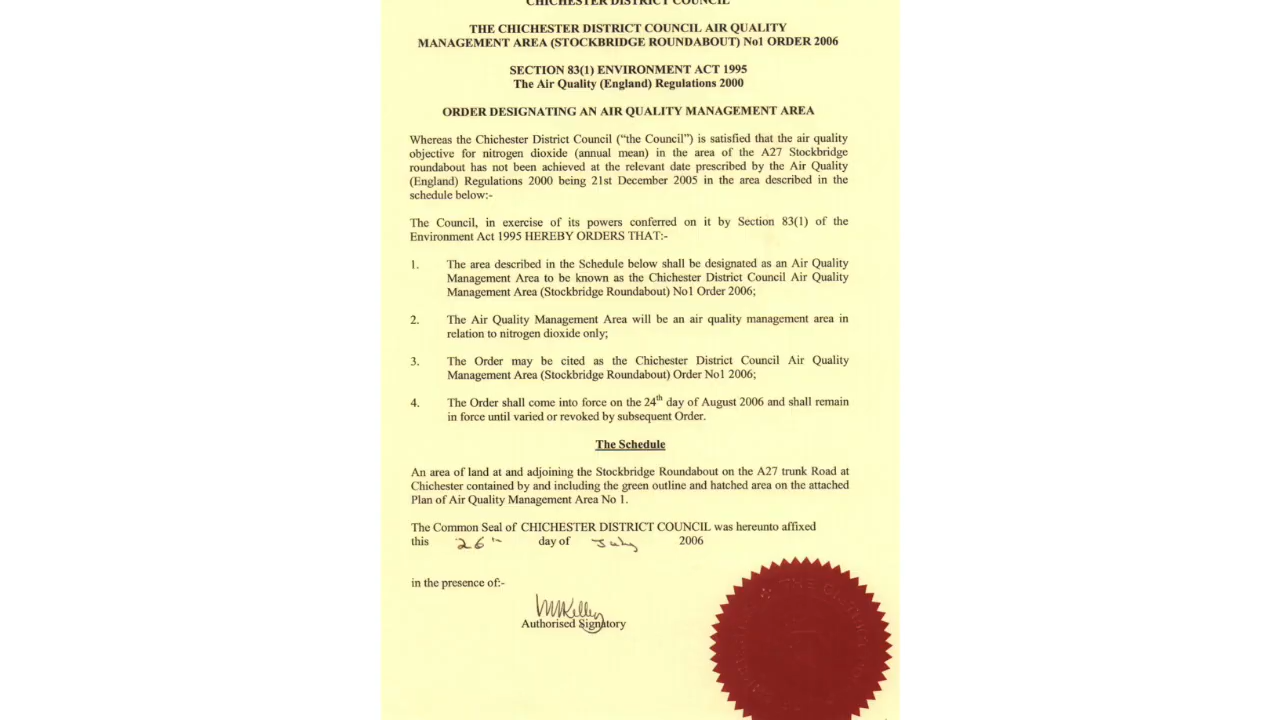 CHICHESTER DISTRICT COUNCIL
THE CHICHESTER DISTRICT COUNCIL AIR QUALITY
MANAGEMENT AREA (STOCKBRIDGE ROUNDABOUT) No1 ORDER 2006
SECTION 83(1) ENVIRONMENT ACT 1995
The Air Quality (England) Regulations 2000
ORDER DESIGNATING AN AIR QUALITY MANAGEMENT AREA
Whereas the Chichester District Council (“the Council”) is satisfied that the air quality
objective for nitrogen dioxide (annual mean) in the area of the A27 Stockbridge
roundabout has not been achieved at the relevant date prescribed by the Air Quality
(England) Regulations 2000 being 21st December 2005 in the area described in the
schedule below:-
The Council, in exercise of its powers conferred on it by Section 83(1) of the
Environment Act 1995 HEREBY ORDERS THAT:-
1. The area described in the Schedule below shall be designated as an Air Quality
Management Area to be known as the Chichester District Council Air Quality
Management Area (Stockbridge Roundabout) No1 Order 2006;
2. The Air Quality Management Area will be an air quality management area in
relation to nitrogen dioxide only;
3. The Order may be cited as the Chichester District Council Air Quality
Management Area (Stockbridge Roundabout) Order No1 2006;
4. The Order shall come into force on the 24th day of August 2006 and shall remain
in force until varied or revoked by subsequent Order.
The Schedule
An area of land at and adjoining the Stockbridge Roundabout on the A27 trunk Road at
Chichester contained by and including the green outline and hatched area on the attached
Plan of Air Quality Management Area No 1.
The Common Seal of CHICHESTER DISTRICT COUNCIL was hereunto affixed
this 26th day of July 2006
in the presence of:-
Authorised Signatory
THE DISTRICT